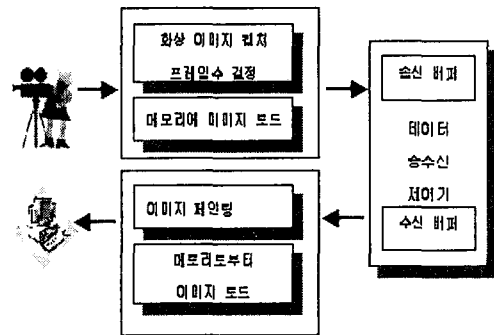 화상 이미지 캡처
프레임수 결정
메모리에 이미지 로드
송신 버퍼
데이터
송수신
제어기
수신 버퍼
이미지 페인팅
메모리로부터
이미지 로드